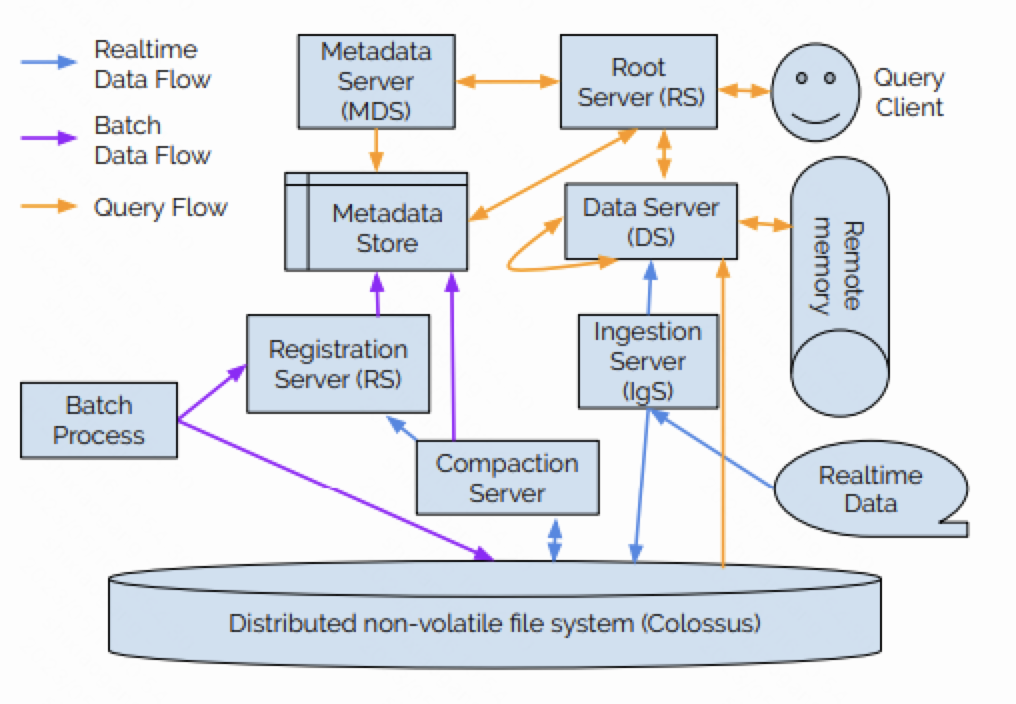 Realtime
Data Flow
Batch
Data Flow
Query Flow
Metadata
Server
(MDS)
Root
Server (RS)
Query
Client
Metadata
Store
Data Server
(DS)
Remote
memory
Registration
Server (RS)
Ingestion
Server
(IgS)
Batch
Process
Compaction
Server
Realtime
Data
Distributed non-volatile file system (Colossus)